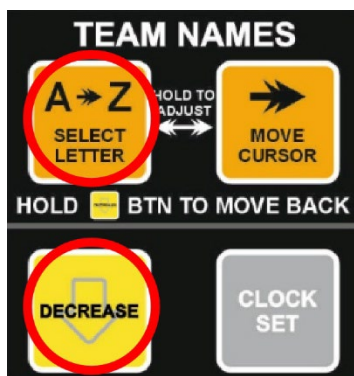 TEAM NAMES
A Z
SELECT
LETTER
HOLD TO
ADJUST
MOVE
CURSOR
HOLD BTN TO MOVE BACK
DECREASE
CLOCK
SET